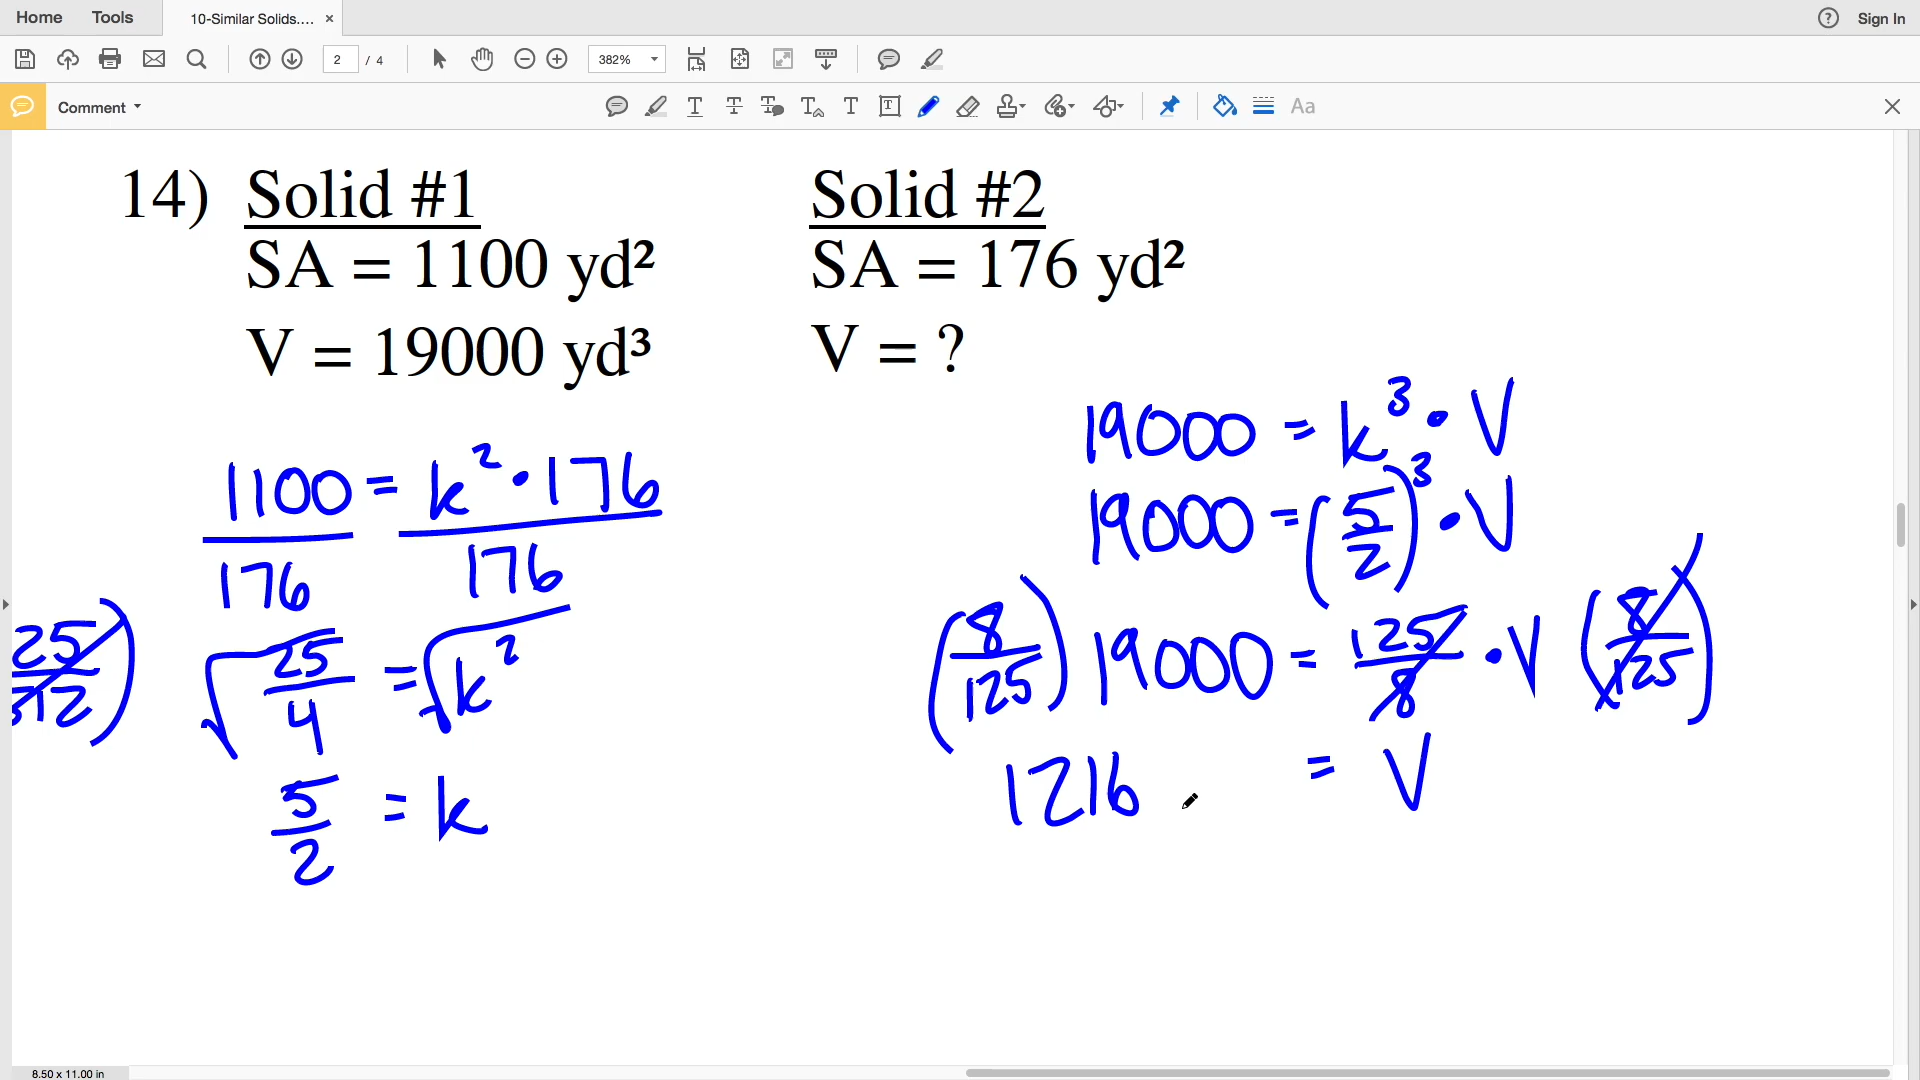 Home Tools 10-Similar Solids.... × Sign In
2 / 4 382%
Comment Aa
14) Solid #1 Solid #2
SA = 1100 yd² SA = 176 yd²
V = 19000 yd³ V = ?
19000 = k³ • V
1100 = k² • 176
176 176
19000 = (5/2)³ • V
√25/4 = √k²
(8/125) 19000 = 125/8 • V (8/125)
5/2 = k
1216 = V
8.50 x 11.00 in